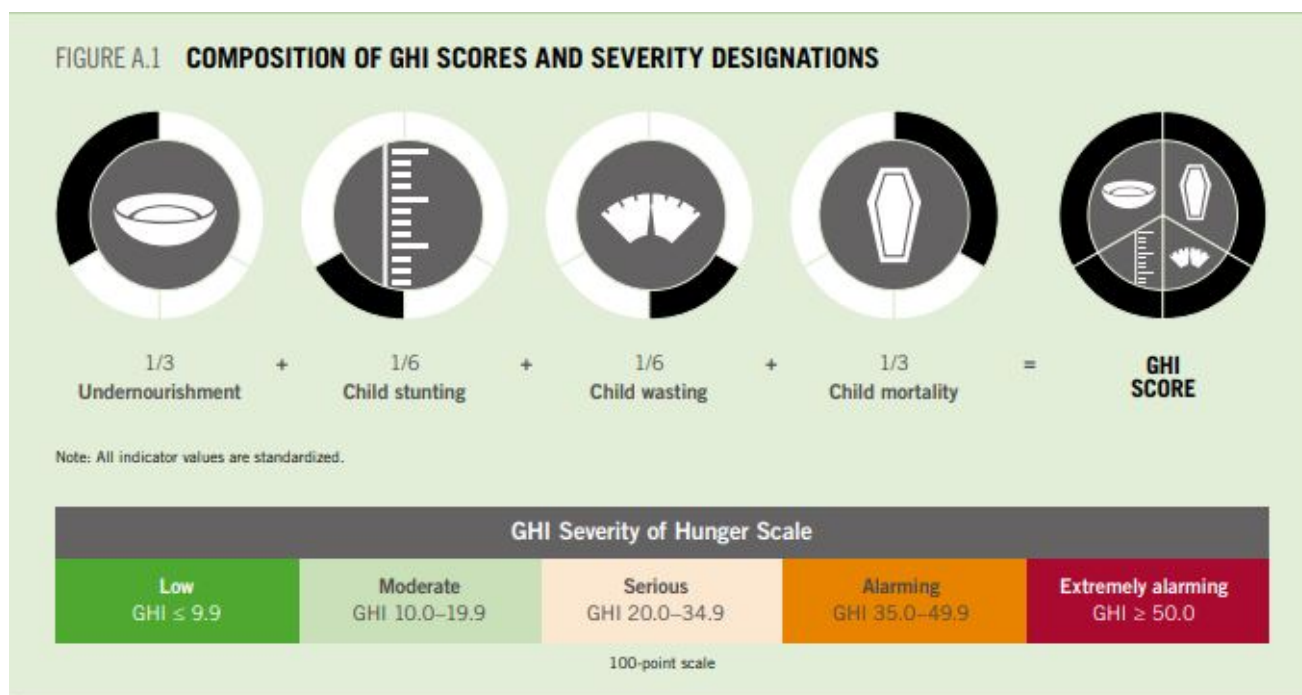 FIGURE A.1 COMPOSITION OF GHI SCORES AND SEVERITY DESIGNATIONS
1/3 + 1/6 + 1/6 + 1/3 = GHI
Undernourishment Child stunting Child wasting Child mortality SCORE
Note: All indicator values are standardized.
GHI Severity of Hunger Scale
Low Moderate Serious Alarming Extremely alarming
GHI ≤ 9.9 GHI 10.0–19.9 GHI 20.0–34.9 GHI 35.0–49.9 GHI ≥ 50.0
100-point scale